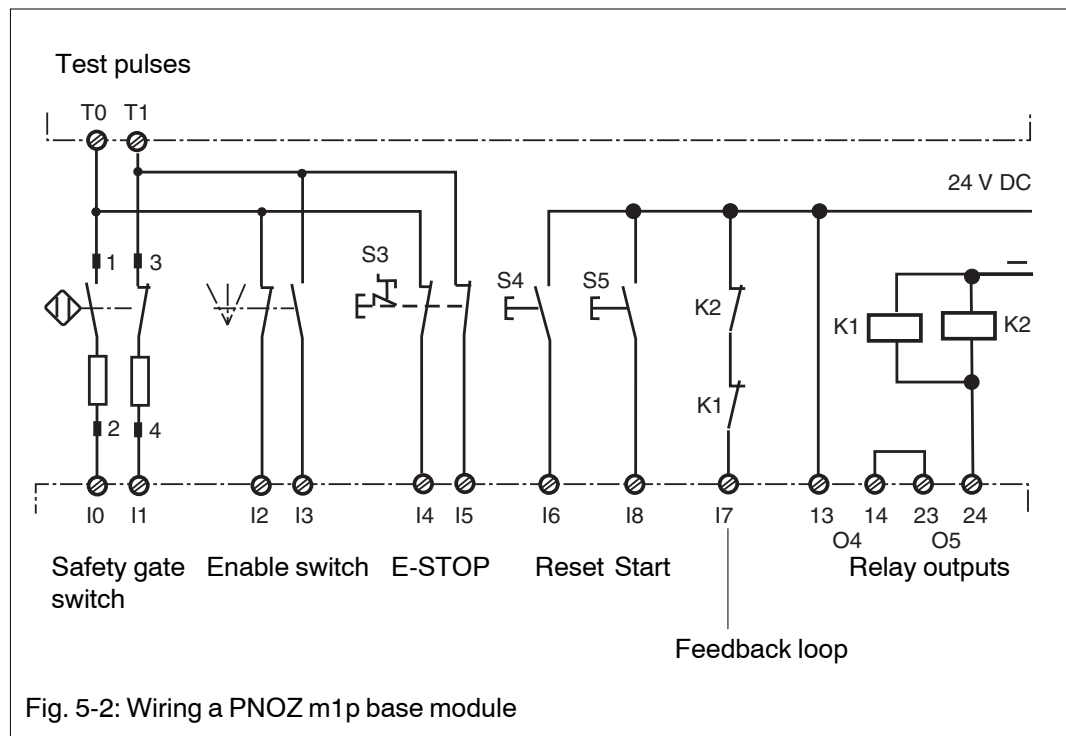 Test pulses
T0 T1
24 V DC
1 3
S3
S4 S5
K2
K1 K2
K1
2 4
I0 I1 I2 I3 I4 I5 I6 I8 I7 13 14 23 24
O4 O5
Safety gate switch
Enable switch
E-STOP
Reset
Start
Relay outputs
Feedback loop
Fig. 5-2: Wiring a PNOZ m1p base module